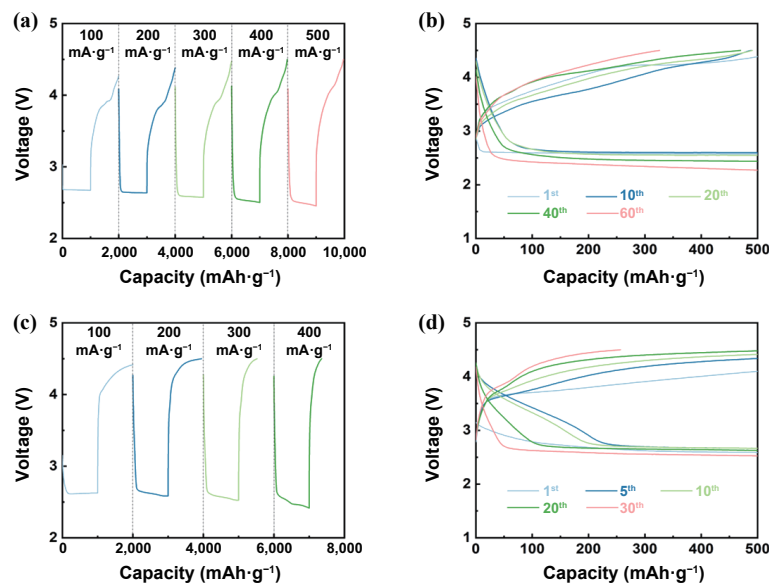 (a)
100 200 300 400 500
mA·g⁻¹ mA·g⁻¹ mA·g⁻¹ mA·g⁻¹ mA·g⁻¹
Voltage (V)
5
4
3
2
0 2,000 4,000 6,000 8,000 10,000
Capacity (mAh·g⁻¹)
(b)
Voltage (V)
5
4
3
2
1
1st 10th 20th
40th 60th
0 100 200 300 400 500
Capacity (mAh·g⁻¹)
(c)
100 200 300 400
mA·g⁻¹ mA·g⁻¹ mA·g⁻¹ mA·g⁻¹
Voltage (V)
5
4
3
2
0 2,000 4,000 6,000 8,000
Capacity (mAh·g⁻¹)
(d)
Voltage (V)
5
4
3
2
1
1st 5th 10th
20th 30th
0 100 200 300 400 500
Capacity (mAh·g⁻¹)